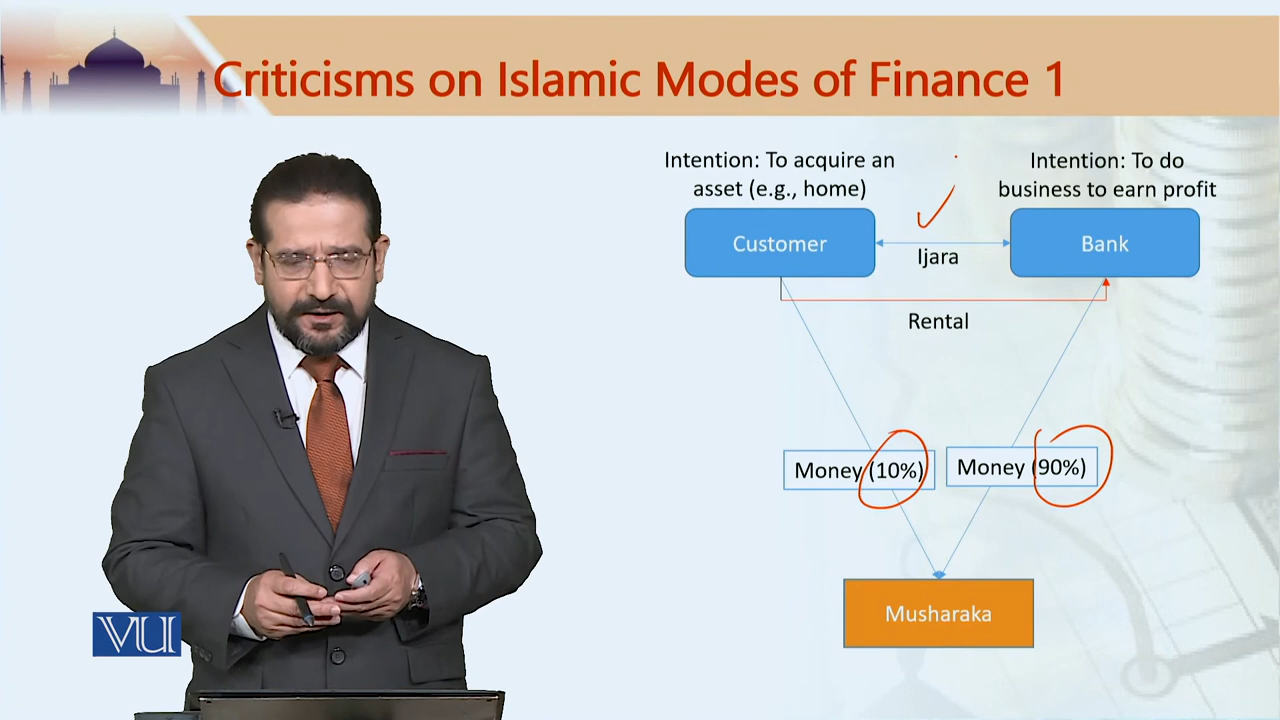 Criticisms on Islamic Modes of Finance 1
Intention: To acquire an
asset (e.g., home)
Intention: To do
business to earn profit
Customer
Bank
Ijara
Rental
Money (10%)
Money (90%)
Musharaka
VU